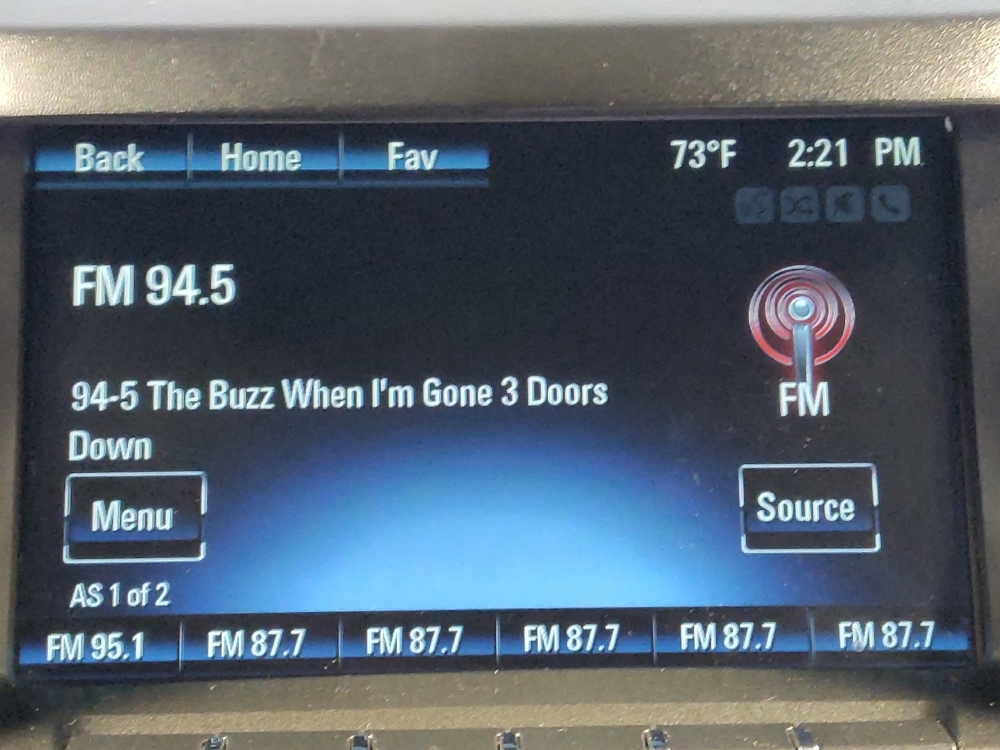 Back Home Fav 73°F 2:21 PM
FM 94.5
94-5 The Buzz When I'm Gone 3 Doors
Down
FM
Menu
Source
AS 1 of 2
FM 95.1 FM 87.7 FM 87.7 FM 87.7 FM 87.7 FM 87.7